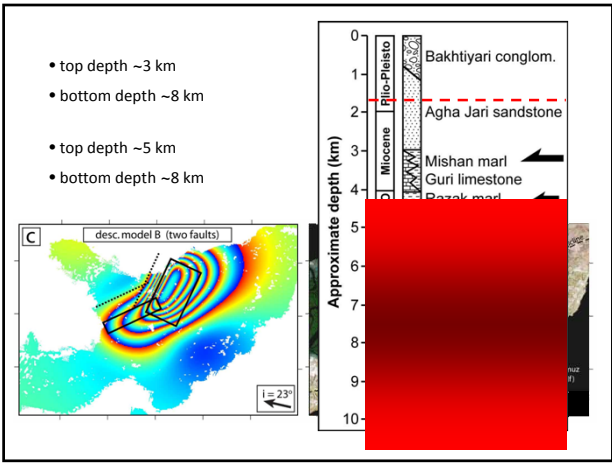 • top depth ~3 km
• bottom depth ~8 km
• top depth ~5 km
• bottom depth ~8 km
C
desc. model B (two faults)
i = 23°
Approximate depth (km)
0
1
2
3
4
5
6
7
8
9
10
Plio-Pleisto
Miocene
Bakhtiyari conglom.
Agha Jari sandstone
Mishan marl
Guri limestone
Razak marl